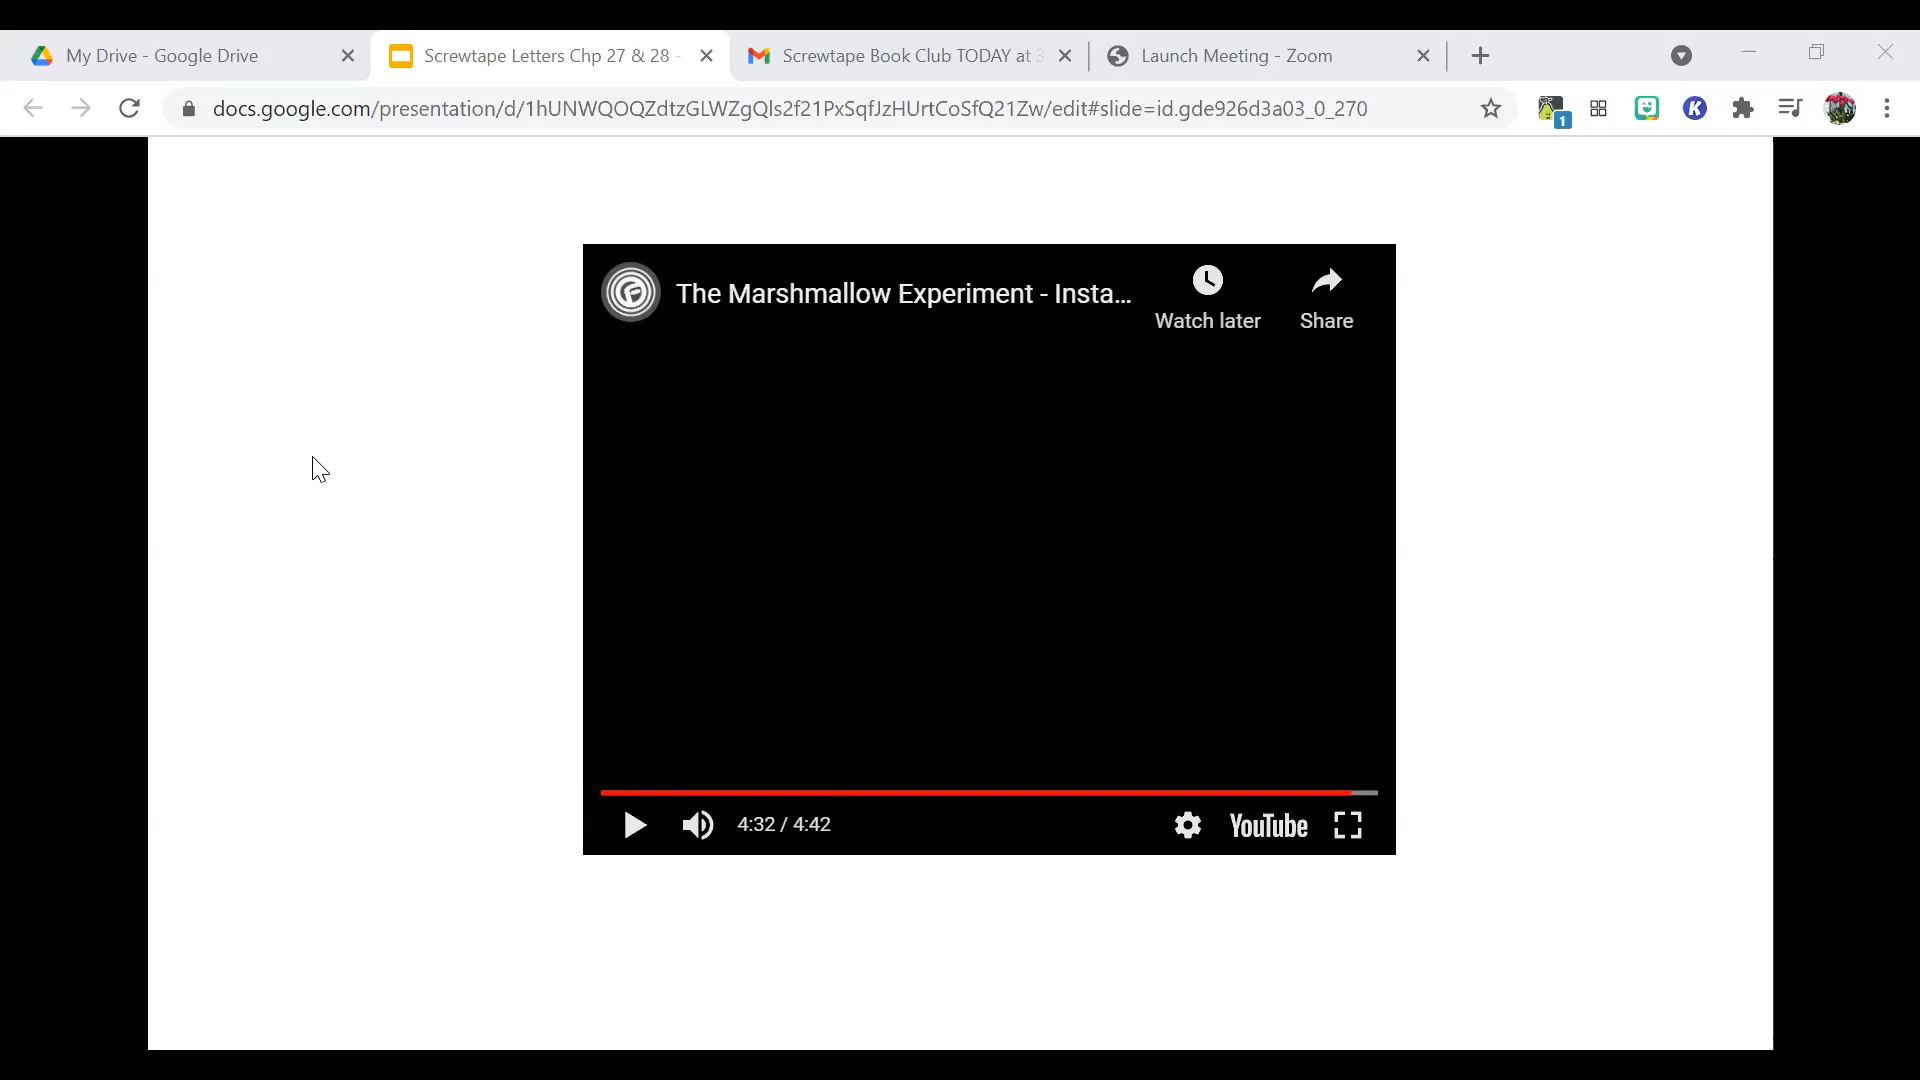 My Drive - Google Drive
Screwtape Letters Chp 27 & 28 -
Screwtape Book Club TODAY at 3
Launch Meeting - Zoom
docs.google.com/presentation/d/1hUNWQOQZdtzGLWZgQls2f21PxSqfJzHUrtCoSfQ21Zw/edit#slide=id.gde926d3a03_0_270
1
K
The Marshmallow Experiment - Insta...
Watch later
Share
4:32 / 4:42
YouTube